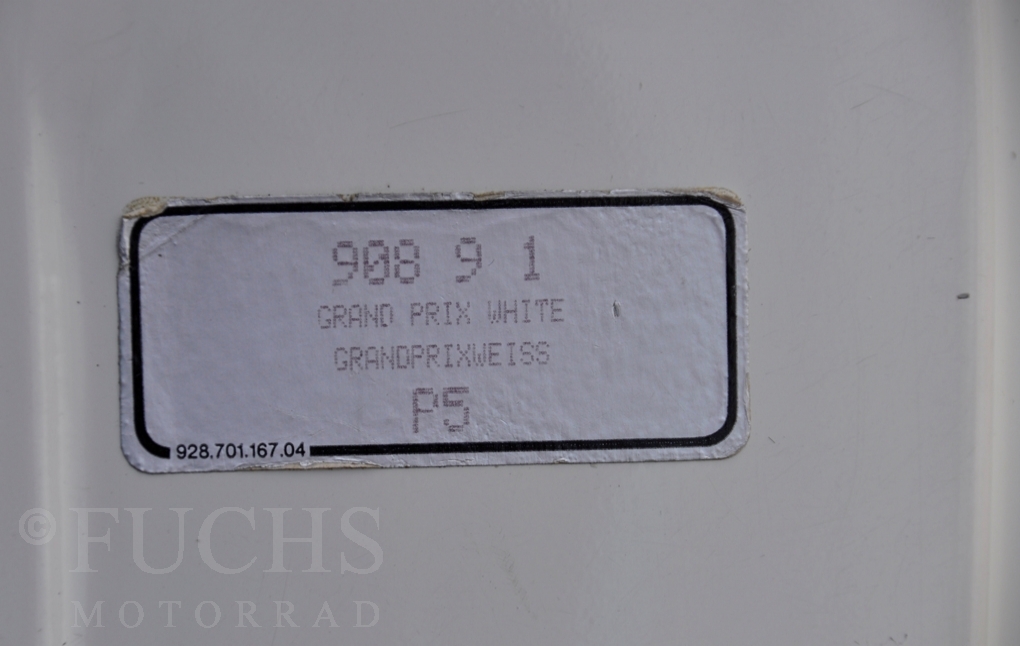 908 9 1
GRAND PRIX WHITE
GRANDPRIXWEISS
P5
928.701.167.04
© FUCHS
MOTORRAD